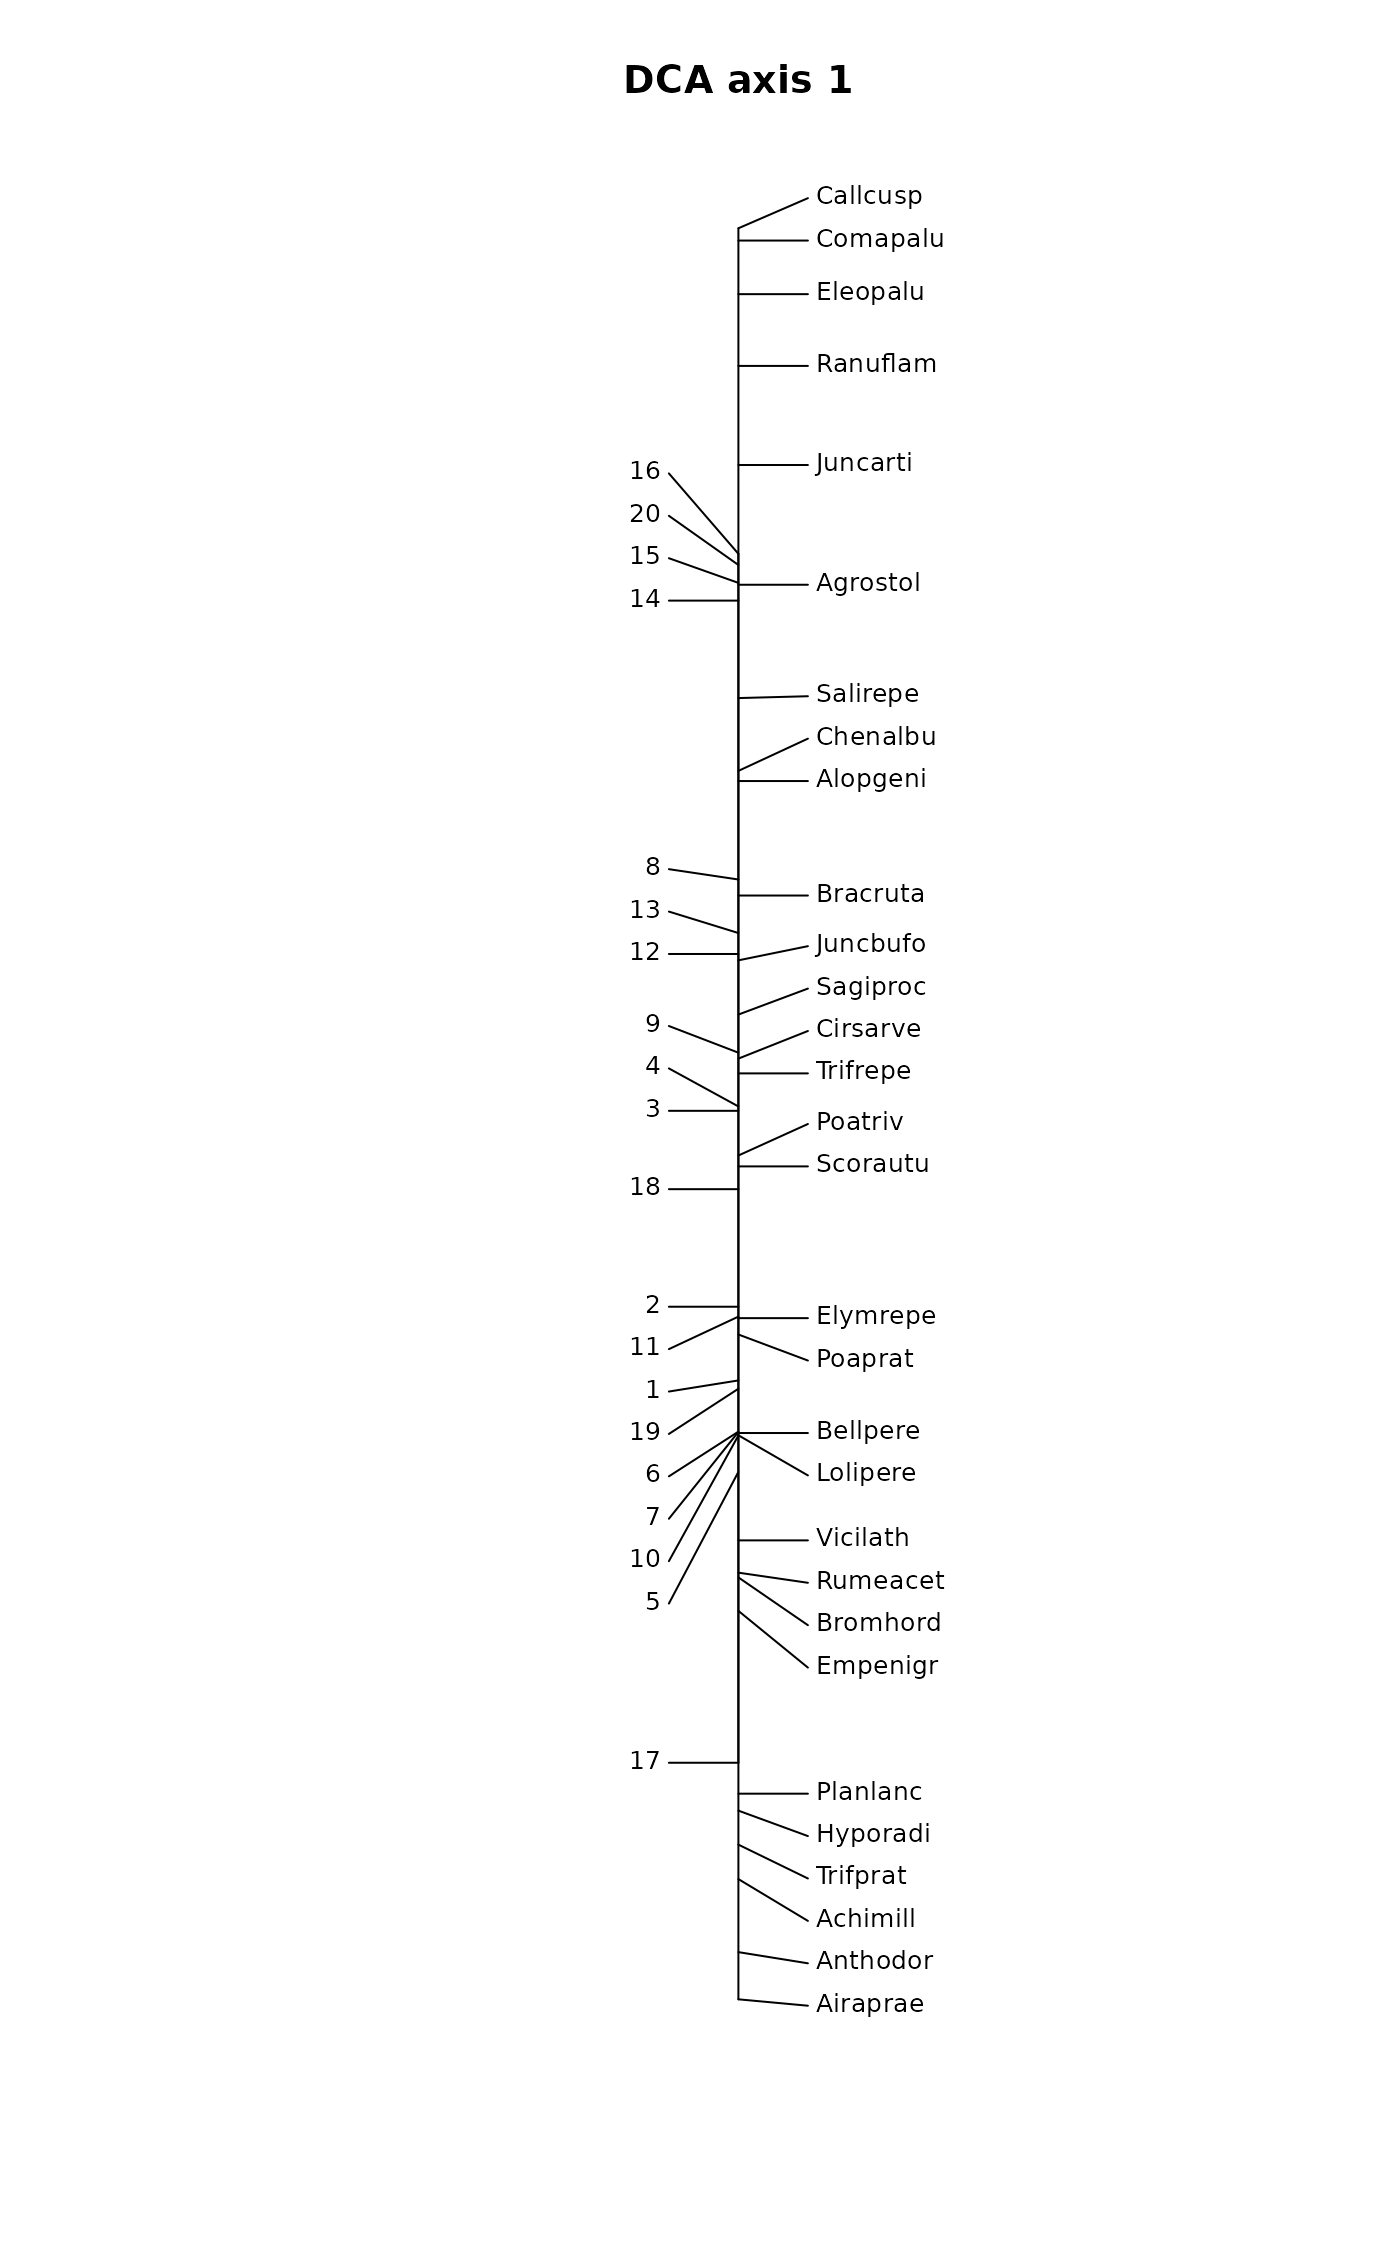 DCA axis 1
Callcusp
Comapalu
Eleopalu
Ranuflam
Juncarti
16
20
15
Agrostol
14
Salirepe
Chenalbu
Alopgeni
8
Bracruta
13
Juncbufo
12
Sagiproc
9
Cirsarve
4
Trifrepe
3
Poatriv
Scorautu
18
2
Elymrepe
11
Poaprat
1
19
Bellpere
6
Lolipere
7
Vicilath
10
Rumeacet
5
Bromhord
Empenigr
17
Planlanc
Hyporadi
Trifprat
Achimill
Anthodor
Airaprae